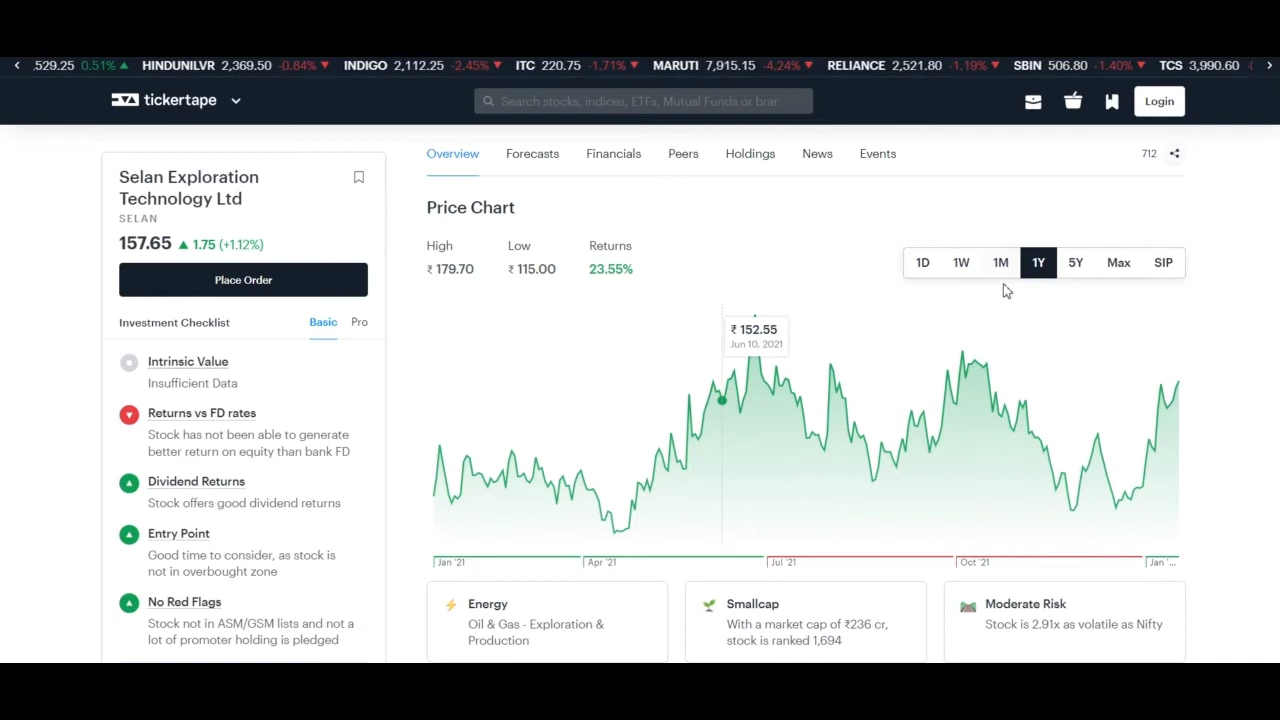 .529.25 0.51% HINDUNILVR 2,369.50 -0.84% INDIGO 2,112.25 -2.45% ITC 220.75 -1.71% MARUTI 7,915.15 -4.24% RELIANCE 2,521.80 -1.19% SBIN 506.80 -1.40% TCS 3,990.60
tickertape
Search stocks, indices, ETFs, Mutual Funds or brar
Login
Selan Exploration
Technology Ltd
SELAN
157.65 1.75 (+1.12%)
Place Order
Investment Checklist Basic Pro
Intrinsic Value
Insufficient Data
Returns vs FD rates
Stock has not been able to generate
better return on equity than bank FD
Dividend Returns
Stock offers good dividend returns
Entry Point
Good time to consider, as stock is
not in overbought zone
No Red Flags
Stock not in ASM/GSM lists and not a
lot of promoter holding is pledged
Overview Forecasts Financials Peers Holdings News Events 712
Price Chart
High Low Returns
₹ 179.70 ₹ 115.00 23.55%
1D 1W 1M 1Y 5Y Max SIP
₹ 152.55
Jun 10, 2021
Jan '21 Apr '21 Jul '21 Oct '21 Jan '...
Energy
Oil & Gas - Exploration &
Production
Smallcap
With a market cap of ₹236 cr,
stock is ranked 1,694
Moderate Risk
Stock is 2.91x as volatile as Nifty